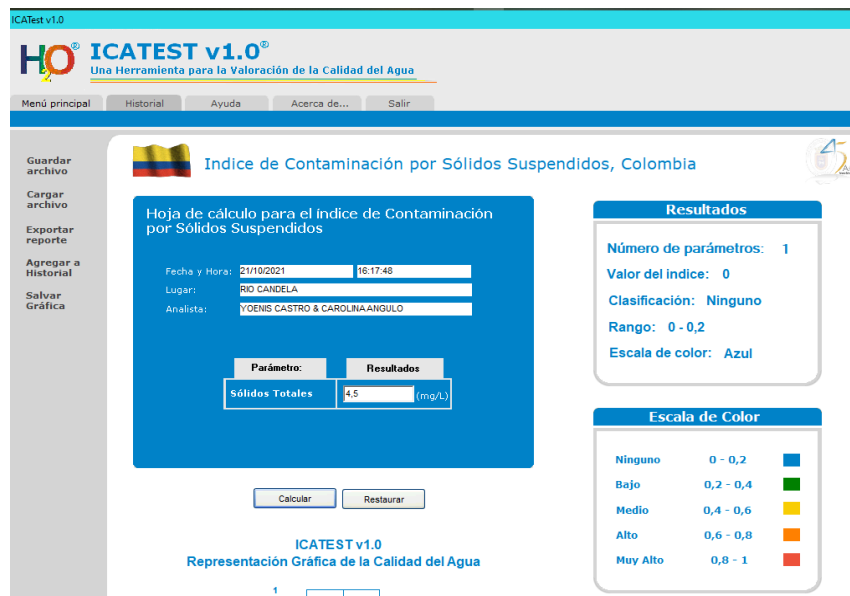 ICATest v1.0
H2O® ICATEST v1.0®
Una Herramienta para la Valoración de la Calidad del Agua
Menú principal Historial Ayuda Acerca de... Salir
Guardar archivo
Cargar archivo
Exportar reporte
Agregar a Historial
Salvar Gráfica
Indice de Contaminación por Sólidos Suspendidos, Colombia
Hoja de cálculo para el índice de Contaminación
por Sólidos Suspendidos
Fecha y Hora: 21/10/2021 16:17:48
Lugar: RIO CANDELA
Analista: YOENIS CASTRO & CAROLINA ANGULO
Parámetro: Resultados
Sólidos Totales 4,5 (mg/L)
Calcular Restaurar
ICATEST v1.0
Representación Gráfica de la Calidad del Agua
1
Resultados
Número de parámetros: 1
Valor del indice: 0
Clasificación: Ninguno
Rango: 0 - 0,2
Escala de color: Azul
Escala de Color
Ninguno 0 - 0,2
Bajo 0,2 - 0,4
Medio 0,4 - 0,6
Alto 0,6 - 0,8
Muy Alto 0,8 - 1